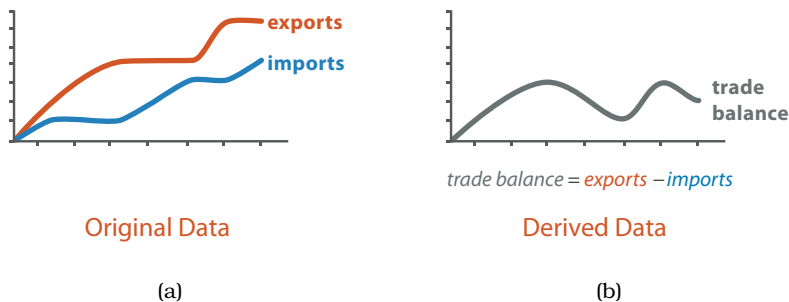 exports
imports
trade
balance
trade balance = exports – imports
Original Data
Derived Data
(a)
(b)